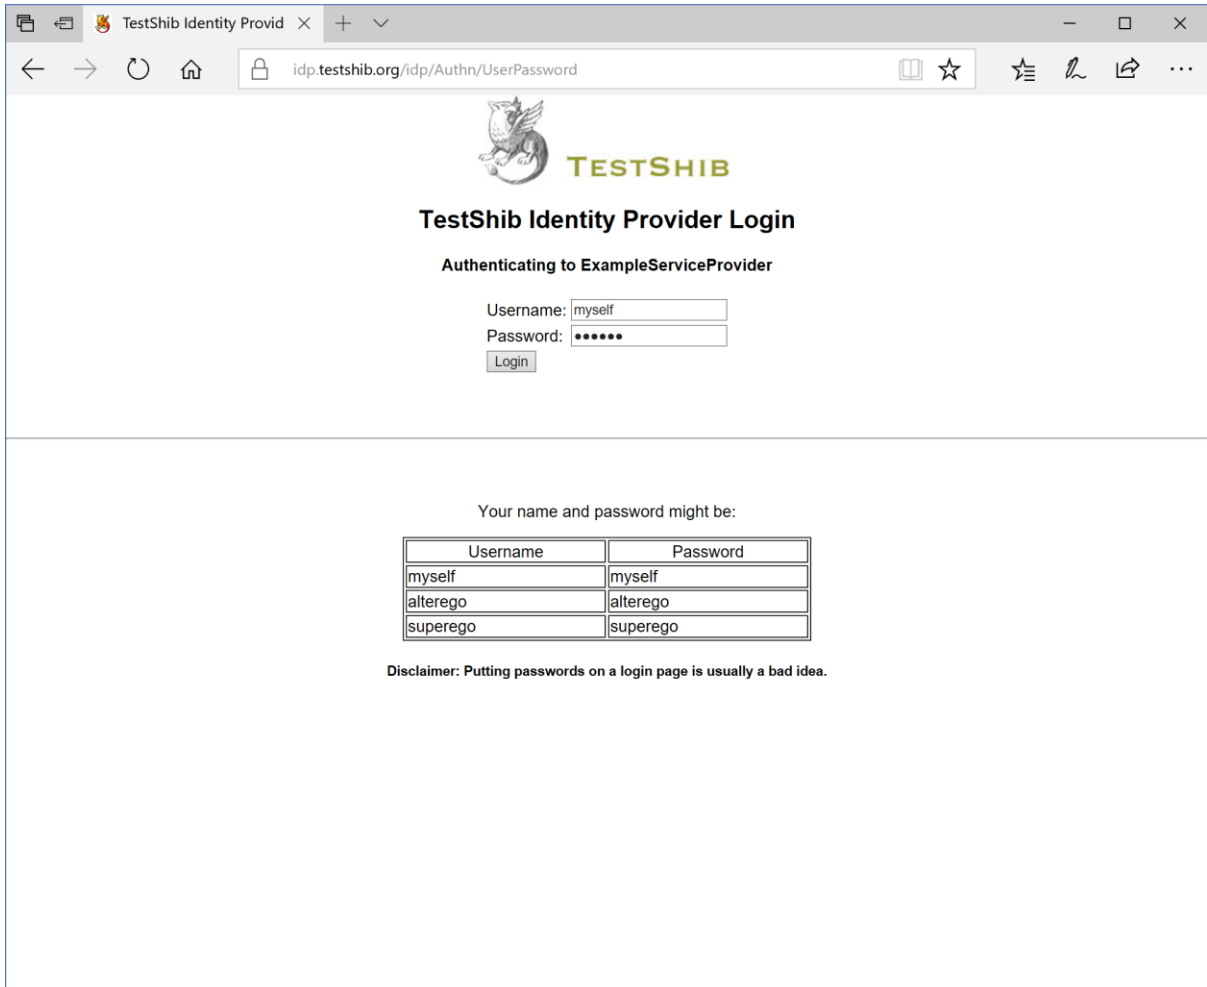 TestShib Identity Provid
idp.testshib.org/idp/Authn/UserPassword
TESTSHIB
TestShib Identity Provider Login
Authenticating to ExampleServiceProvider
Username: myself
Password: ●●●●●●
Login
Your name and password might be:
Username Password
myself myself
alterego alterego
superego superego
Disclaimer: Putting passwords on a login page is usually a bad idea.